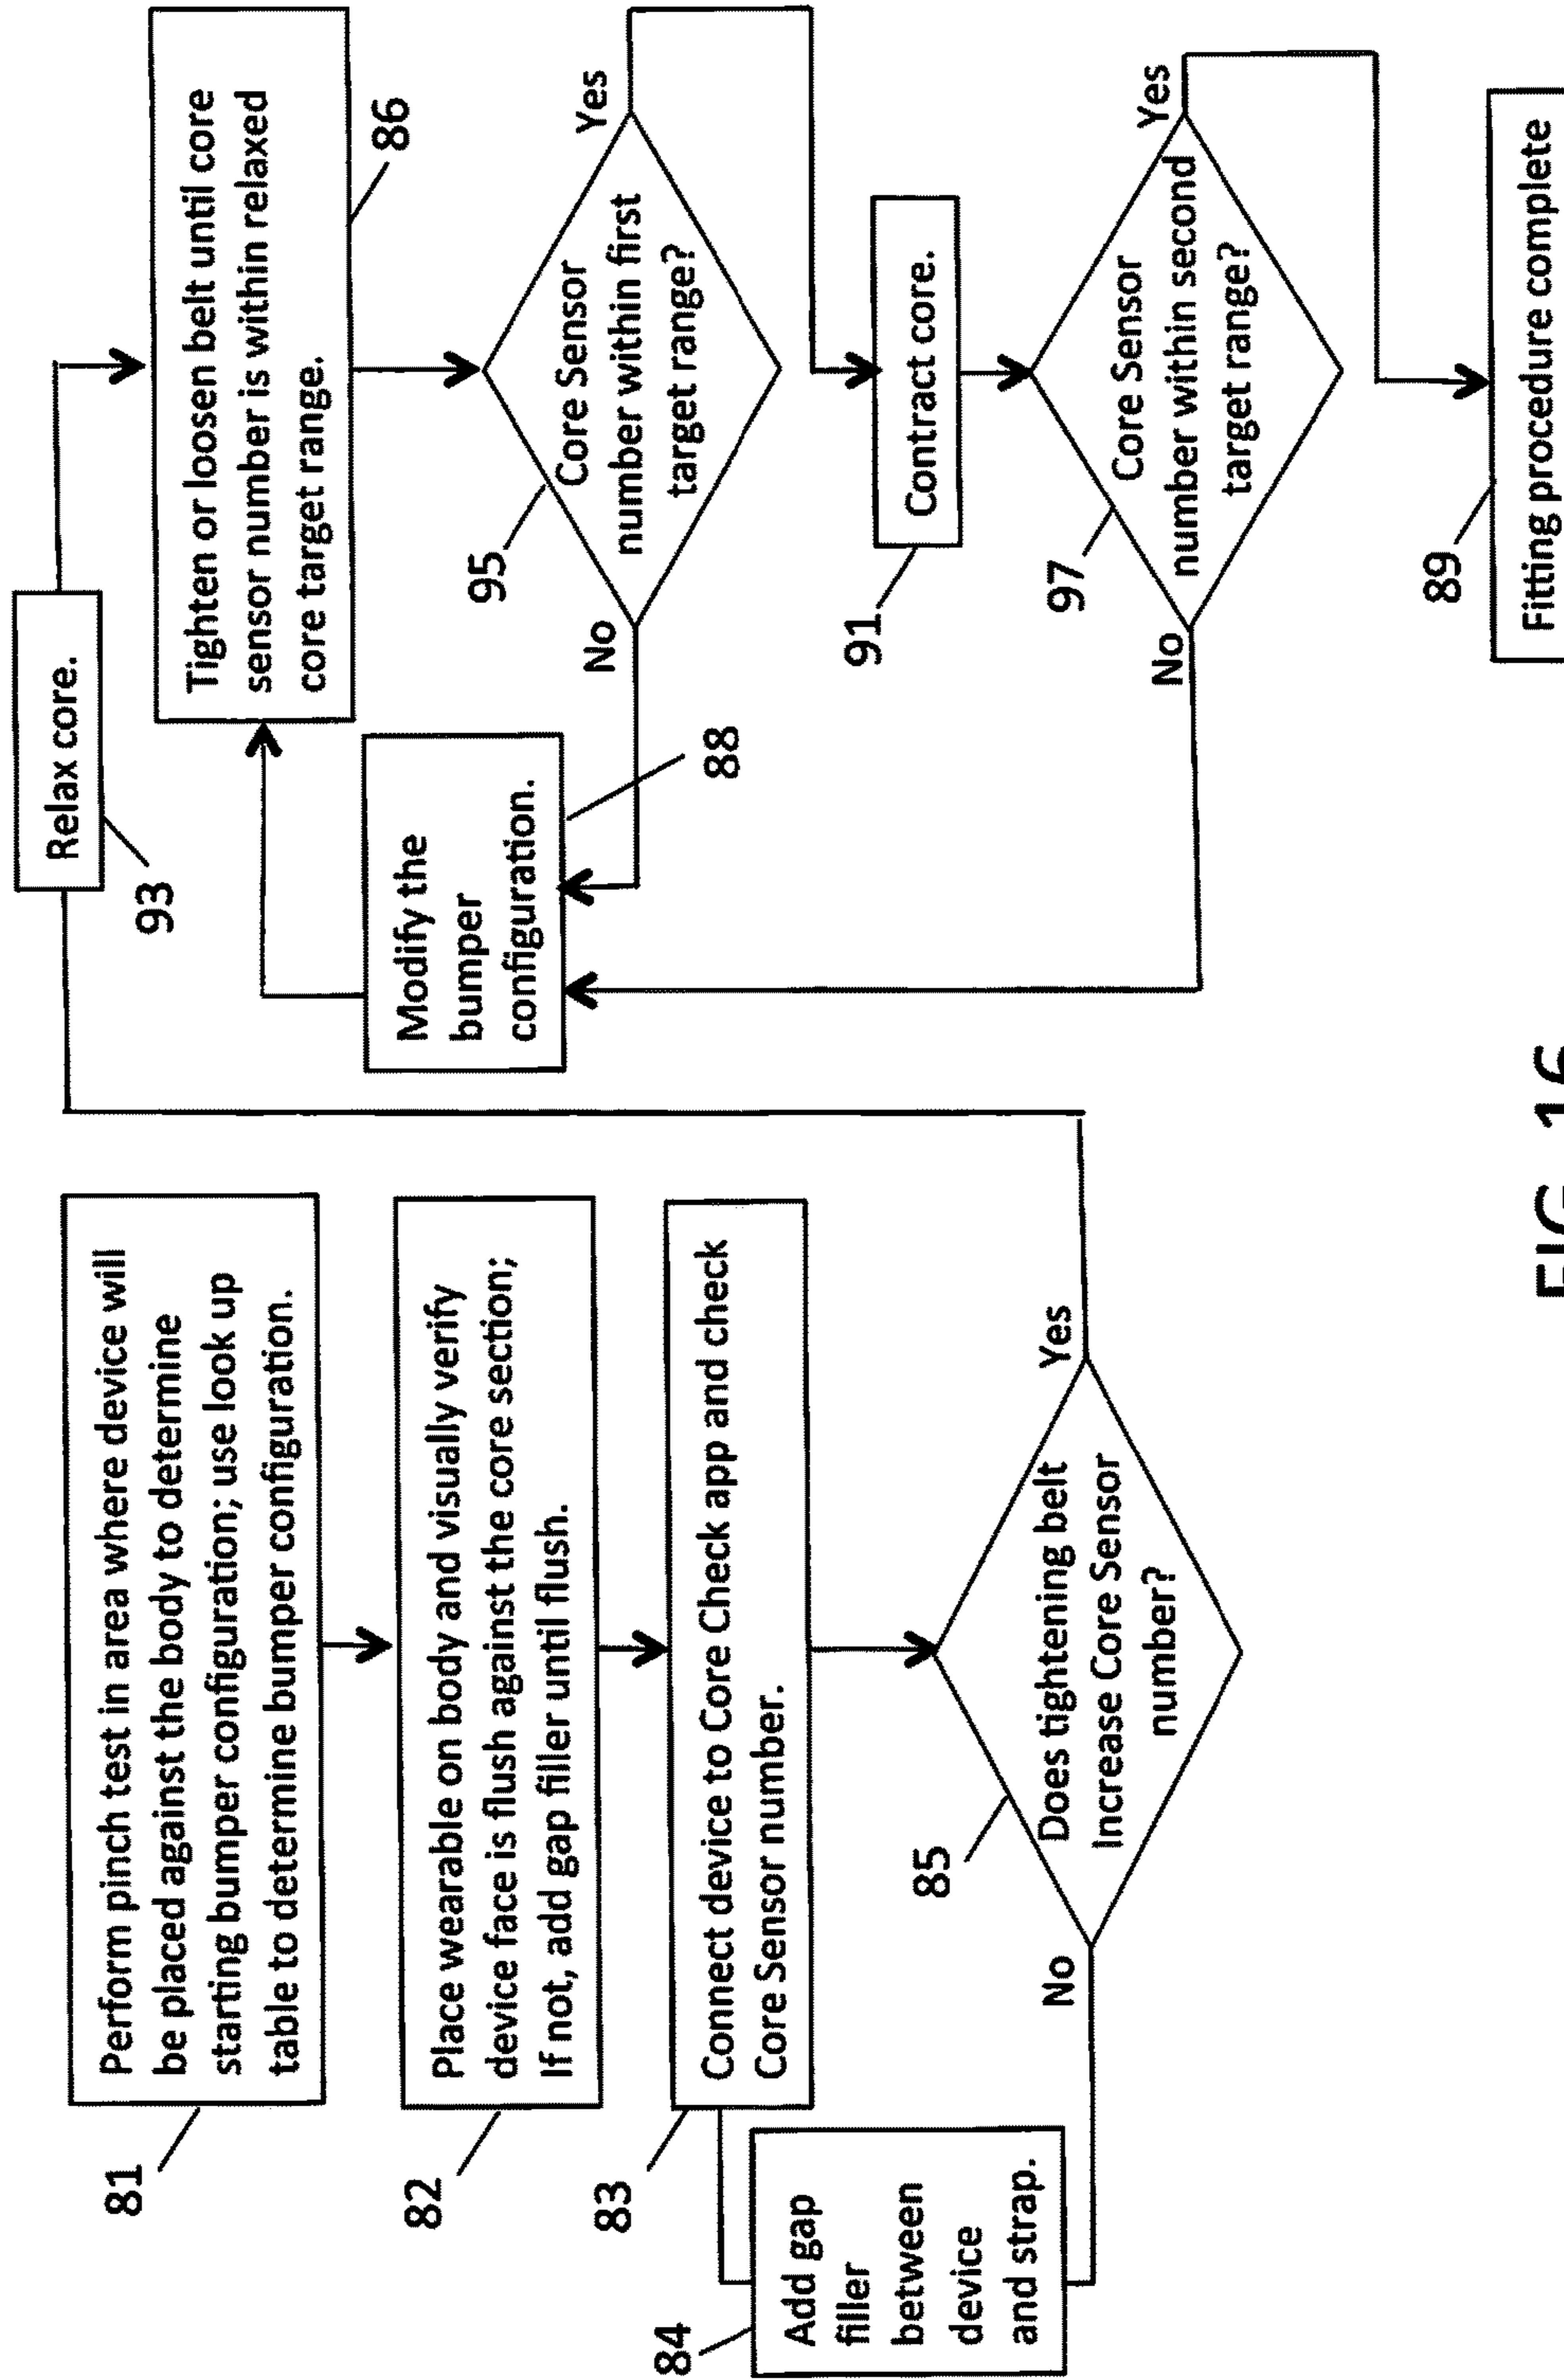 Perform pinch test in area where device will
be placed against the body to determine
starting bumper configuration; use look up
table to determine bumper configuration.
81
Place wearable on body and visually verify
device face is flush against the core section;
If not, add gap filler until flush.
82
Connect device to Core Check app and check
Core Sensor number.
83
Add gap
filler
between
device
and strap.
84
Does tightening belt
Increase Core Sensor
number?
85
No
Yes
Relax core.
93
Tighten or loosen belt until core
sensor number is within relaxed
core target range.
86
Modify the
bumper
configuration.
88
Core Sensor
number within first
target range?
95
No
Yes
Contract core.
91
Core Sensor
number within second
target range?
97
No
Yes
Fitting procedure complete
89
FIG. 16